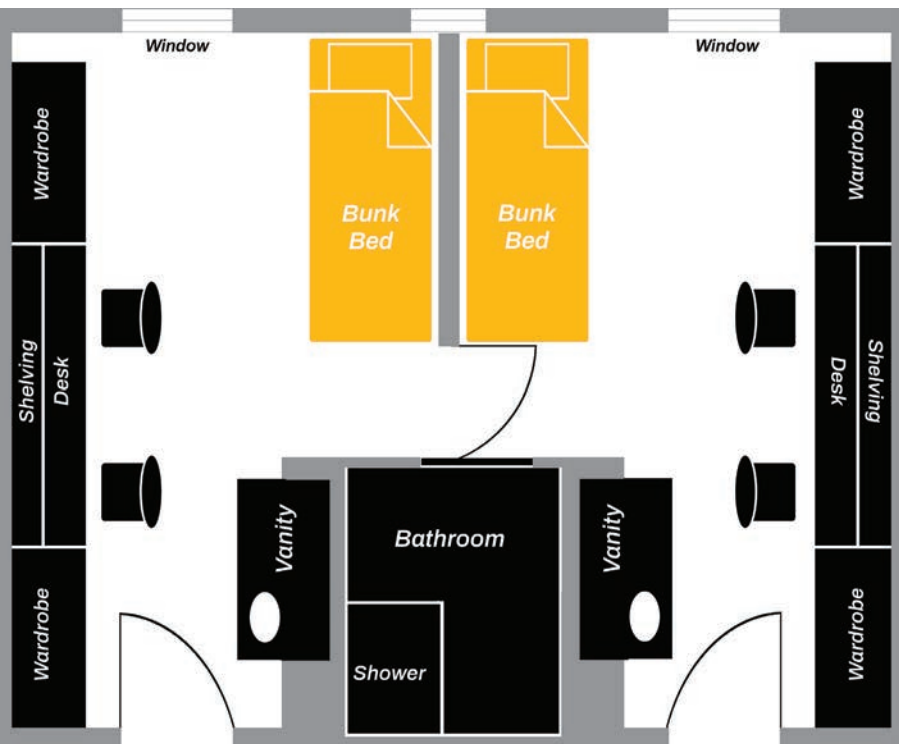 Window
Window
Wardrobe
Wardrobe
Bunk
Bed
Bunk
Bed
Shelving
Desk
Desk
Shelving
Vanity
Bathroom
Vanity
Wardrobe
Shower
Wardrobe